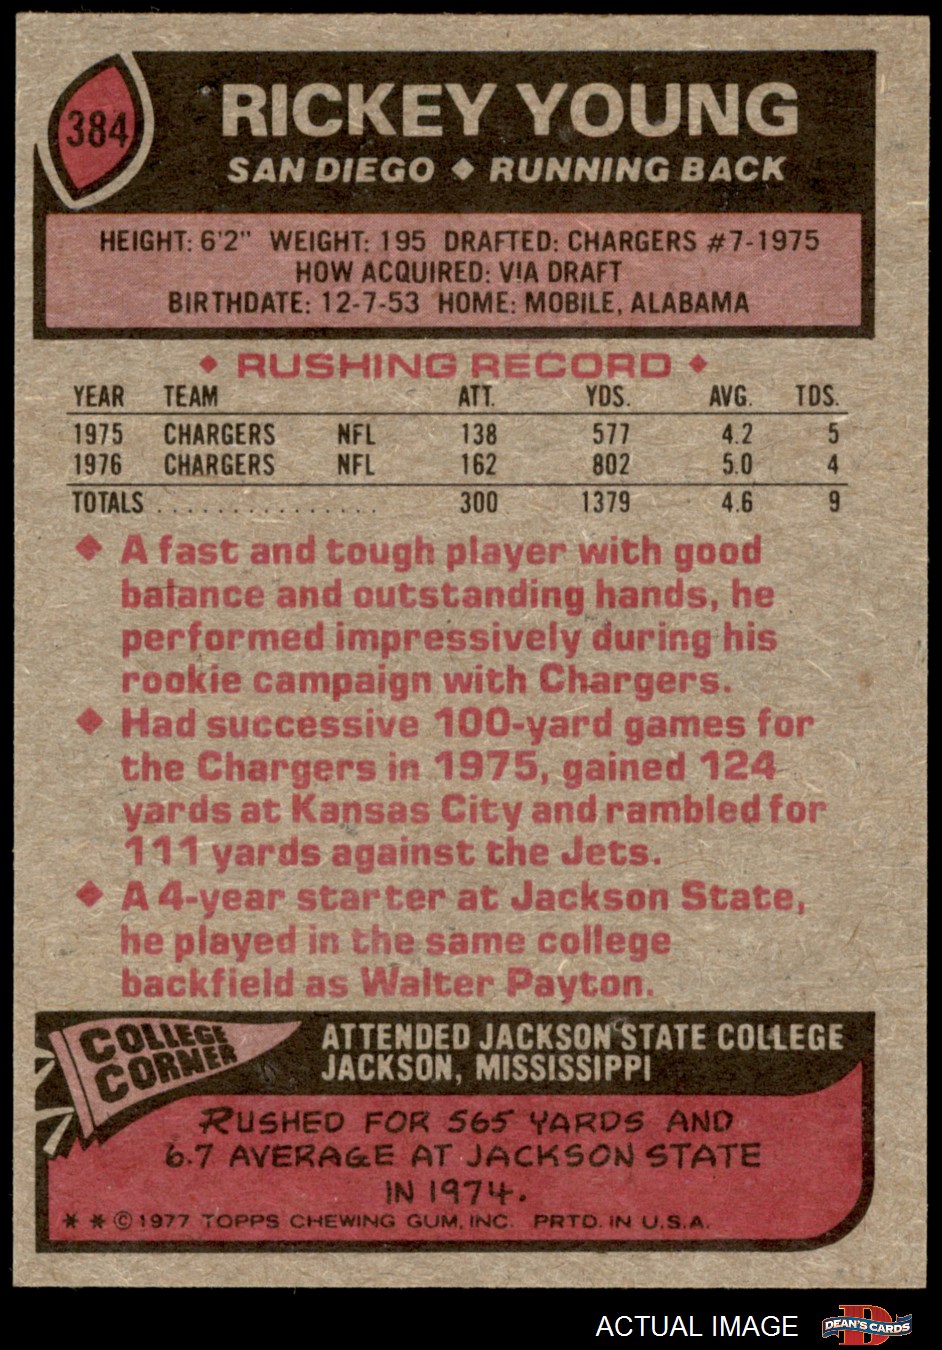 384
RICKEY YOUNG
SAN DIEGO ◆ RUNNING BACK
HEIGHT: 6'2" WEIGHT: 195 DRAFTED: CHARGERS #7-1975
HOW ACQUIRED: VIA DRAFT
BIRTHDATE: 12-7-53 HOME: MOBILE, ALABAMA
◆ RUSHING RECORD ◆
YEAR TEAM ATT. YDS. AVG. TDS.
1975 CHARGERS NFL 138 577 4.2 5
1976 CHARGERS NFL 162 802 5.0 4
TOTALS . . . . . . . . . . . . . . . 300 1379 4.6 9
◆ A fast and tough player with good
balance and outstanding hands, he
performed impressively during his
rookie campaign with Chargers.
◆ Had successive 100-yard games for
the Chargers in 1975, gained 124
yards at Kansas City and rambled for
111 yards against the Jets.
◆ A 4-year starter at Jackson State,
he played in the same college
backfield as Walter Payton.
COLLEGE
CORNER
ATTENDED JACKSON STATE COLLEGE
JACKSON, MISSISSIPPI
RUSHED FOR 565 YARDS AND
6.7 AVERAGE AT JACKSON STATE
IN 1974.
* * © 1977 TOPPS CHEWING GUM, INC. PRTD. IN U.S.A.
ACTUAL IMAGE
D
DEAN'S CARDS